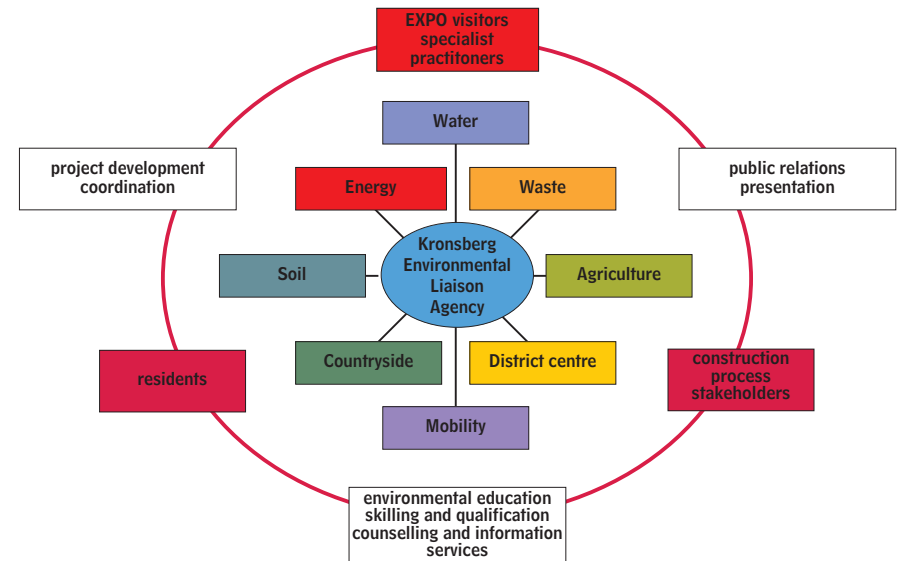 EXPO visitors
specialist
practitoners
Water
project development
coordination
public relations
presentation
Energy
Waste
Kronsberg
Environmental
Liaison
Agency
Soil
Agriculture
Countryside
District centre
residents
construction
process
stakeholders
Mobility
environmental education
skilling and qualification
counselling and information
services